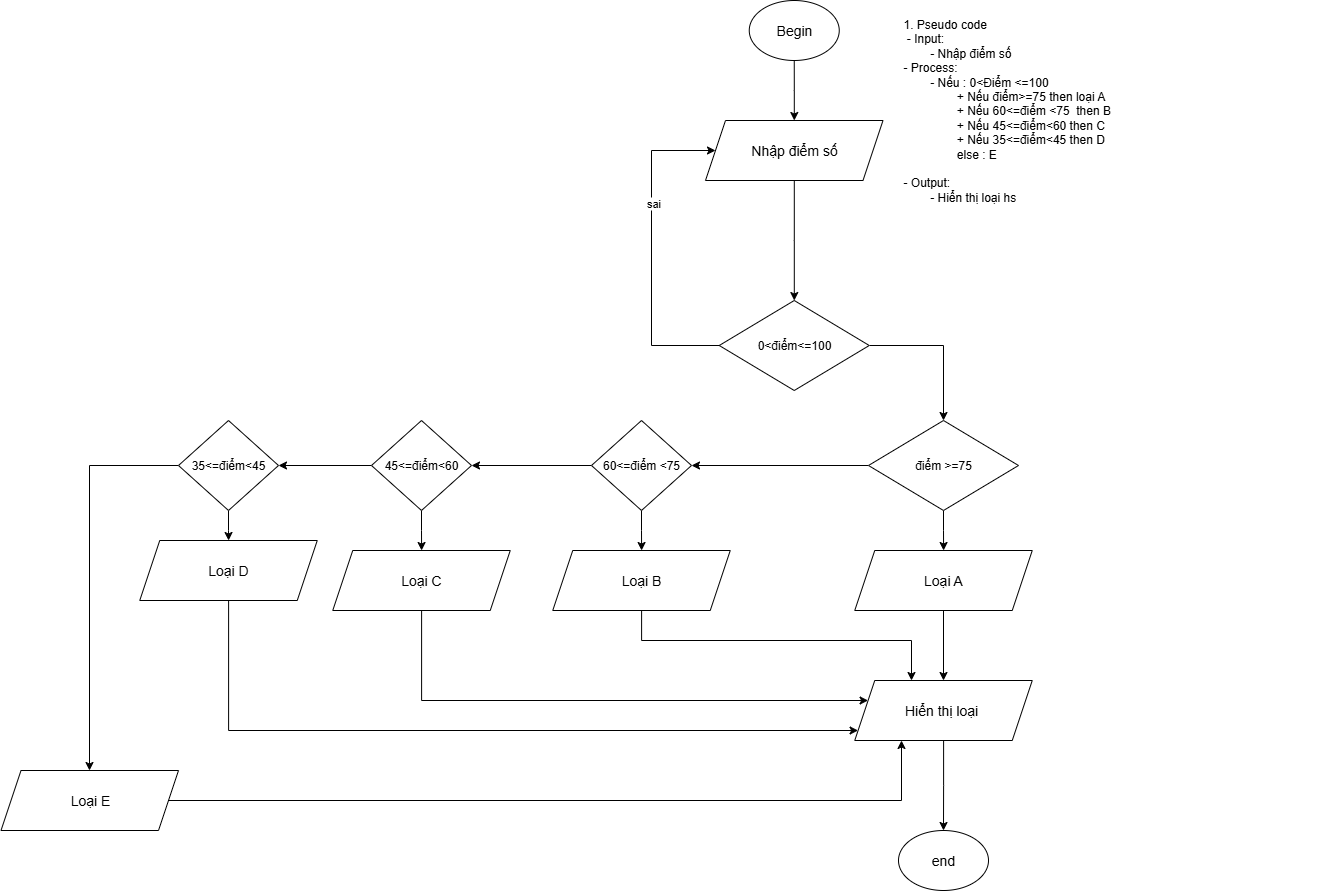 Begin
1. Pseudo code
- Input:
- Nhập điểm số
- Process:
- Nếu : 0<Điểm <=100
+ Nếu điểm>=75 then loại A
+ Nếu 60<=điểm <75  then B
+ Nếu 45<=điểm<60 then C
+ Nếu 35<=điểm<45 then D
else : E
- Output:
- Hiển thị loại hs
Nhập điểm số
sai
0<điểm<=100
35<=điểm<45
45<=điểm<60
60<=điểm <75
điểm >=75
Loại D
Loại C
Loại B
Loại A
Hiển thị loại
Loại E
end